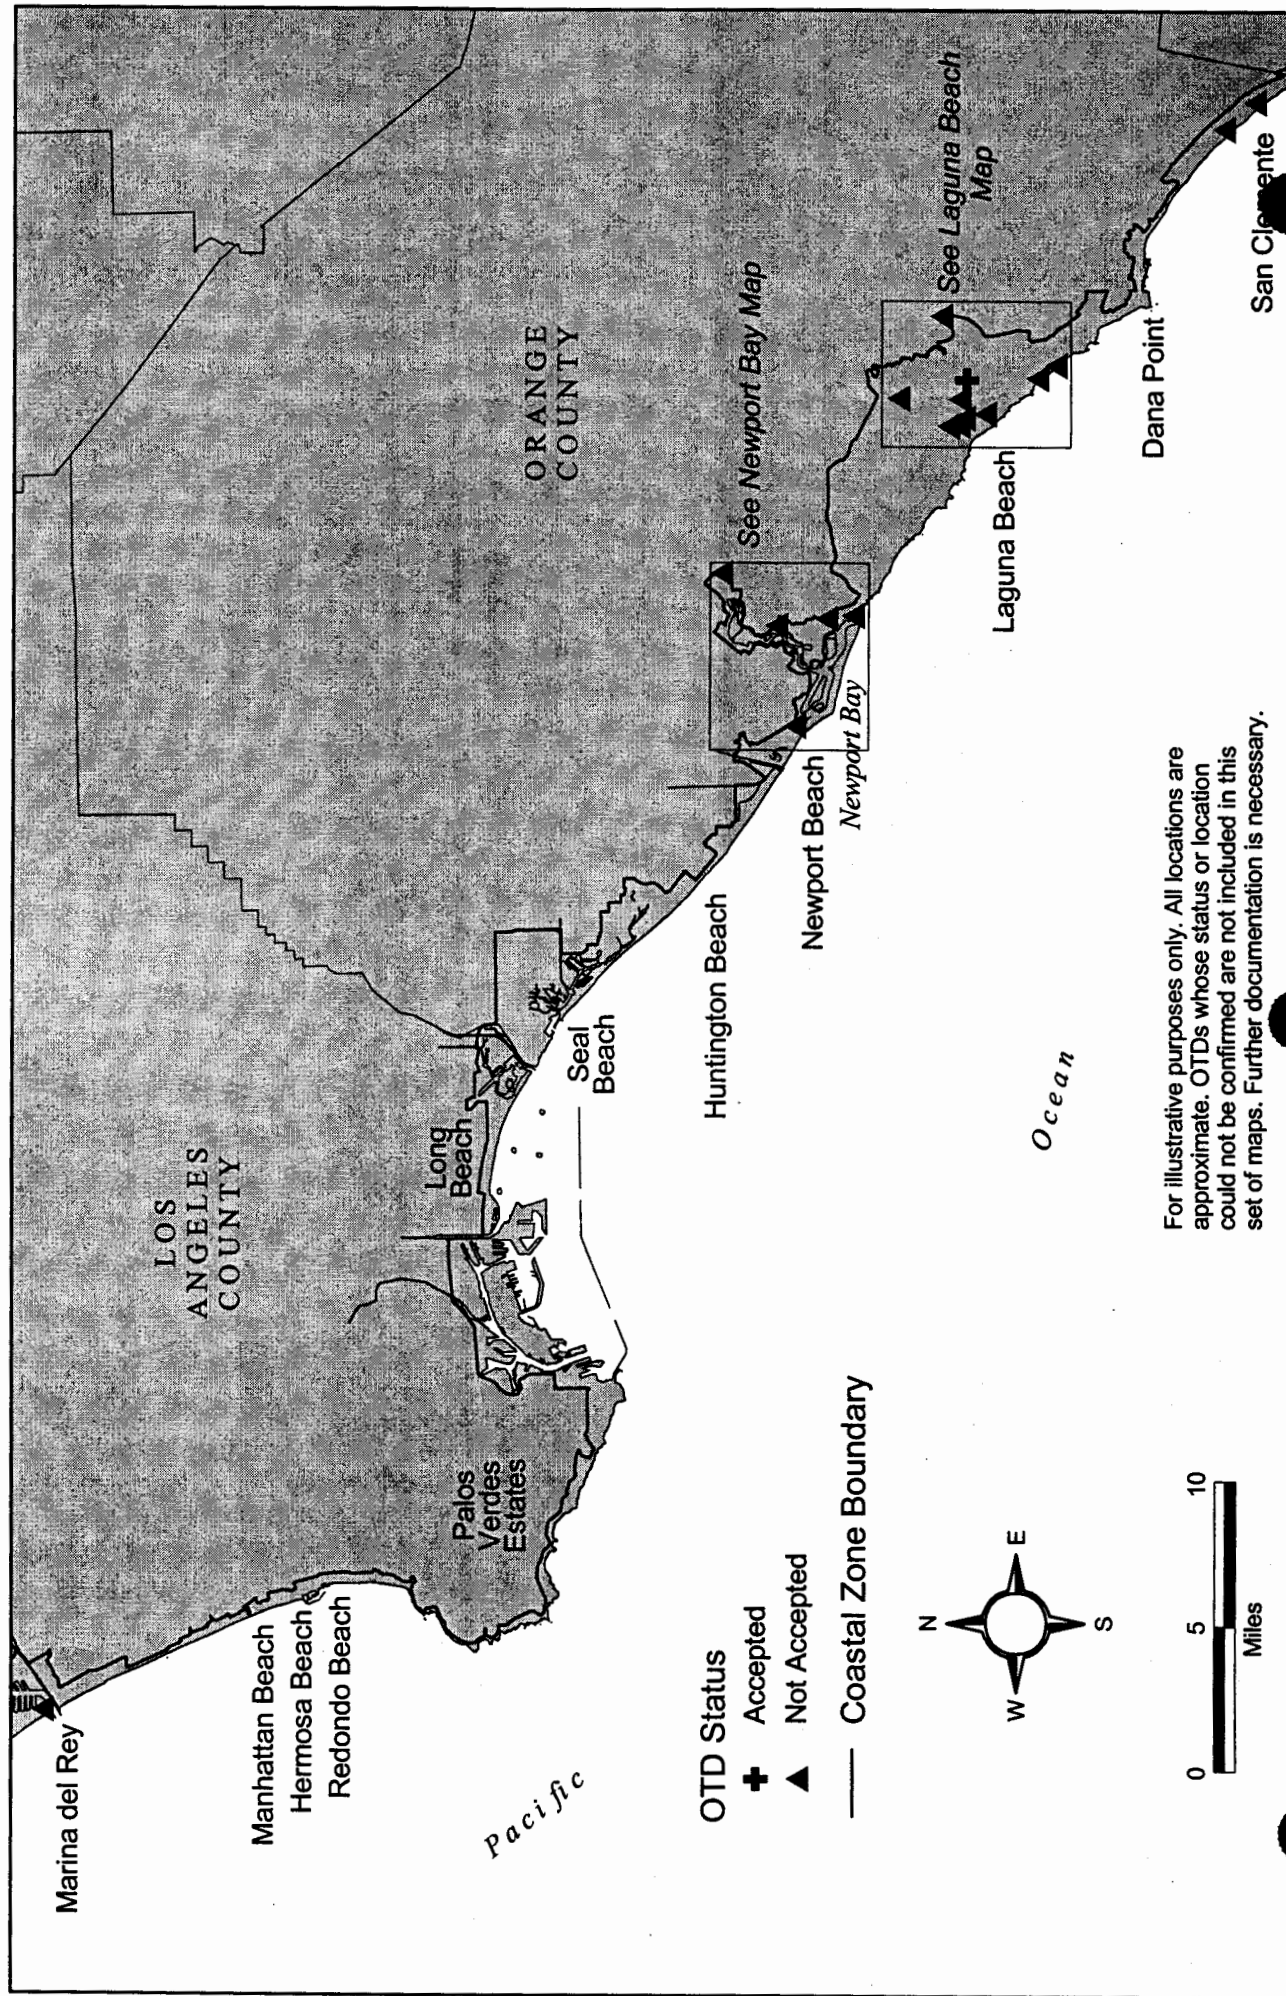 Marina del Rey
Manhattan Beach
Hermosa Beach
Redondo Beach
LOS
ANGELES
COUNTY
Palos
Verdes
Estates
Long
Beach
Seal
Beach
Huntington Beach
ORANGE
COUNTY
See Newport Bay Map
Newport Beach
Newport Bay
See Laguna Beach
Map
Laguna Beach
Dana Point
San Clemente
Pacific
Ocean
OTD Status
Accepted
Not Accepted
Coastal Zone Boundary
N
W
E
S
0 5 10
Miles
For illustrative purposes only. All locations are
approximate. OTDs whose status or location
could not be confirmed are not included in this
set of maps. Further documentation is necessary.